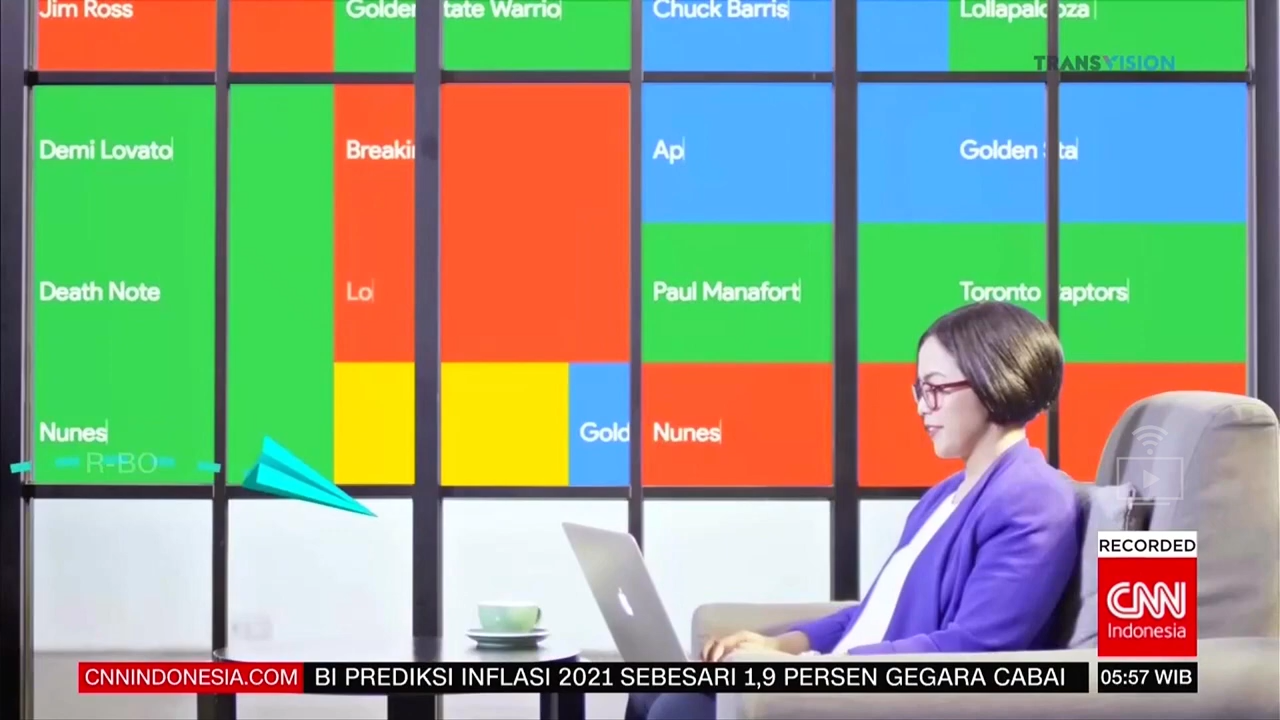 Jim Ross
Golden State Warrio
Chuck Barris
Lollapalooza
TRANSVISION
Demi Lovato
Breakin
Ap
Golden Sta
Death Note
Lo
Paul Manafort
Toronto Raptors
Nunes
Gold
Nunes
R-BO
RECORDED
CNN
Indonesia
CNNINDONESIA.COM
BI PREDIKSI INFLASI 2021 SEBESARI 1,9 PERSEN GEGARA CABAI
05:57 WIB